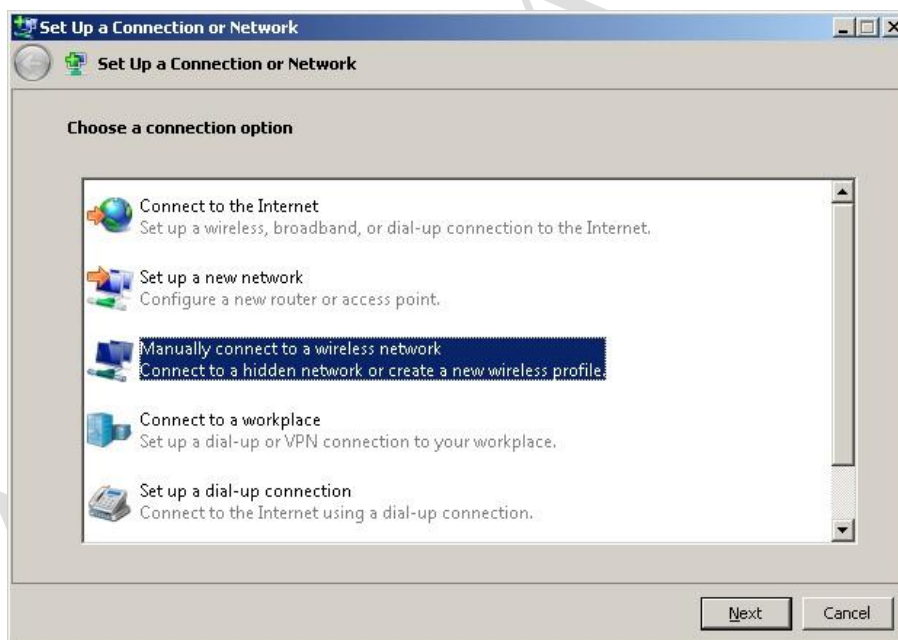 Set Up a Connection or Network
Set Up a Connection or Network
Choose a connection option
Connect to the Internet
Set up a wireless, broadband, or dial-up connection to the Internet.
Set up a new network
Configure a new router or access point.
Manually connect to a wireless network
Connect to a hidden network or create a new wireless profile.
Connect to a workplace
Set up a dial-up or VPN connection to your workplace.
Set up a dial-up connection
Connect to the Internet using a dial-up connection.
Next Cancel